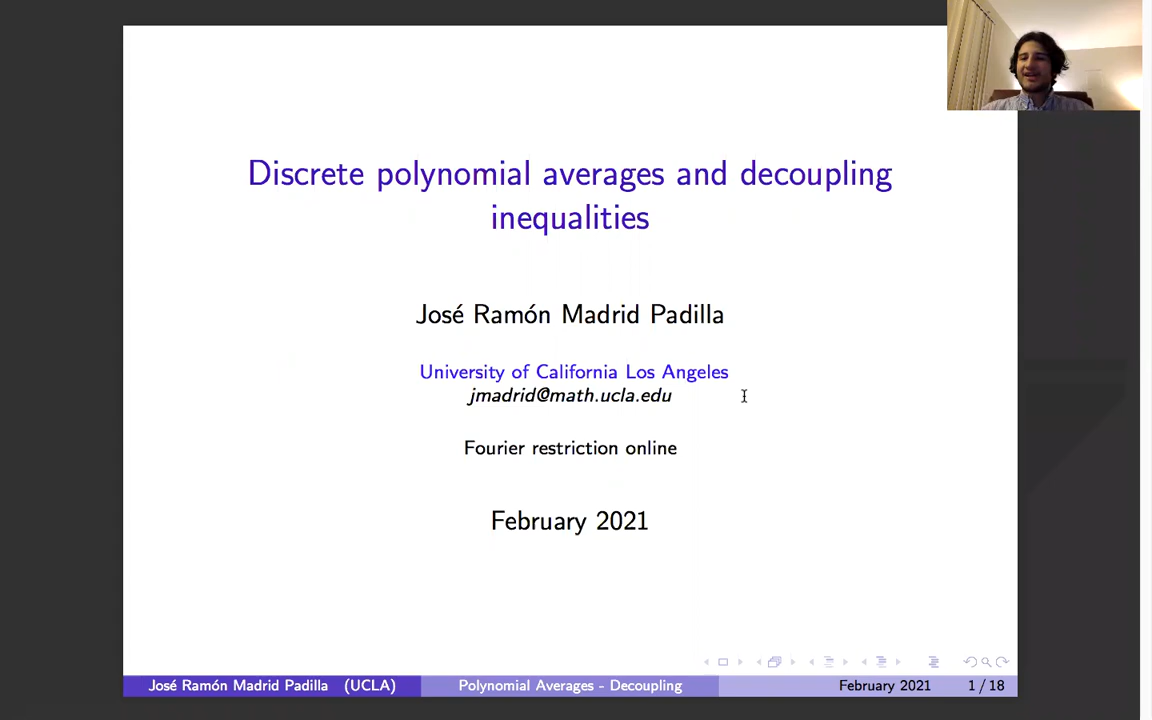 Discrete polynomial averages and decoupling
inequalities
José Ramón Madrid Padilla
University of California Los Angeles
jmadrid@math.ucla.edu
Fourier restriction online
February 2021
José Ramón Madrid Padilla (UCLA) Polynomial Averages - Decoupling February 2021 1 / 18